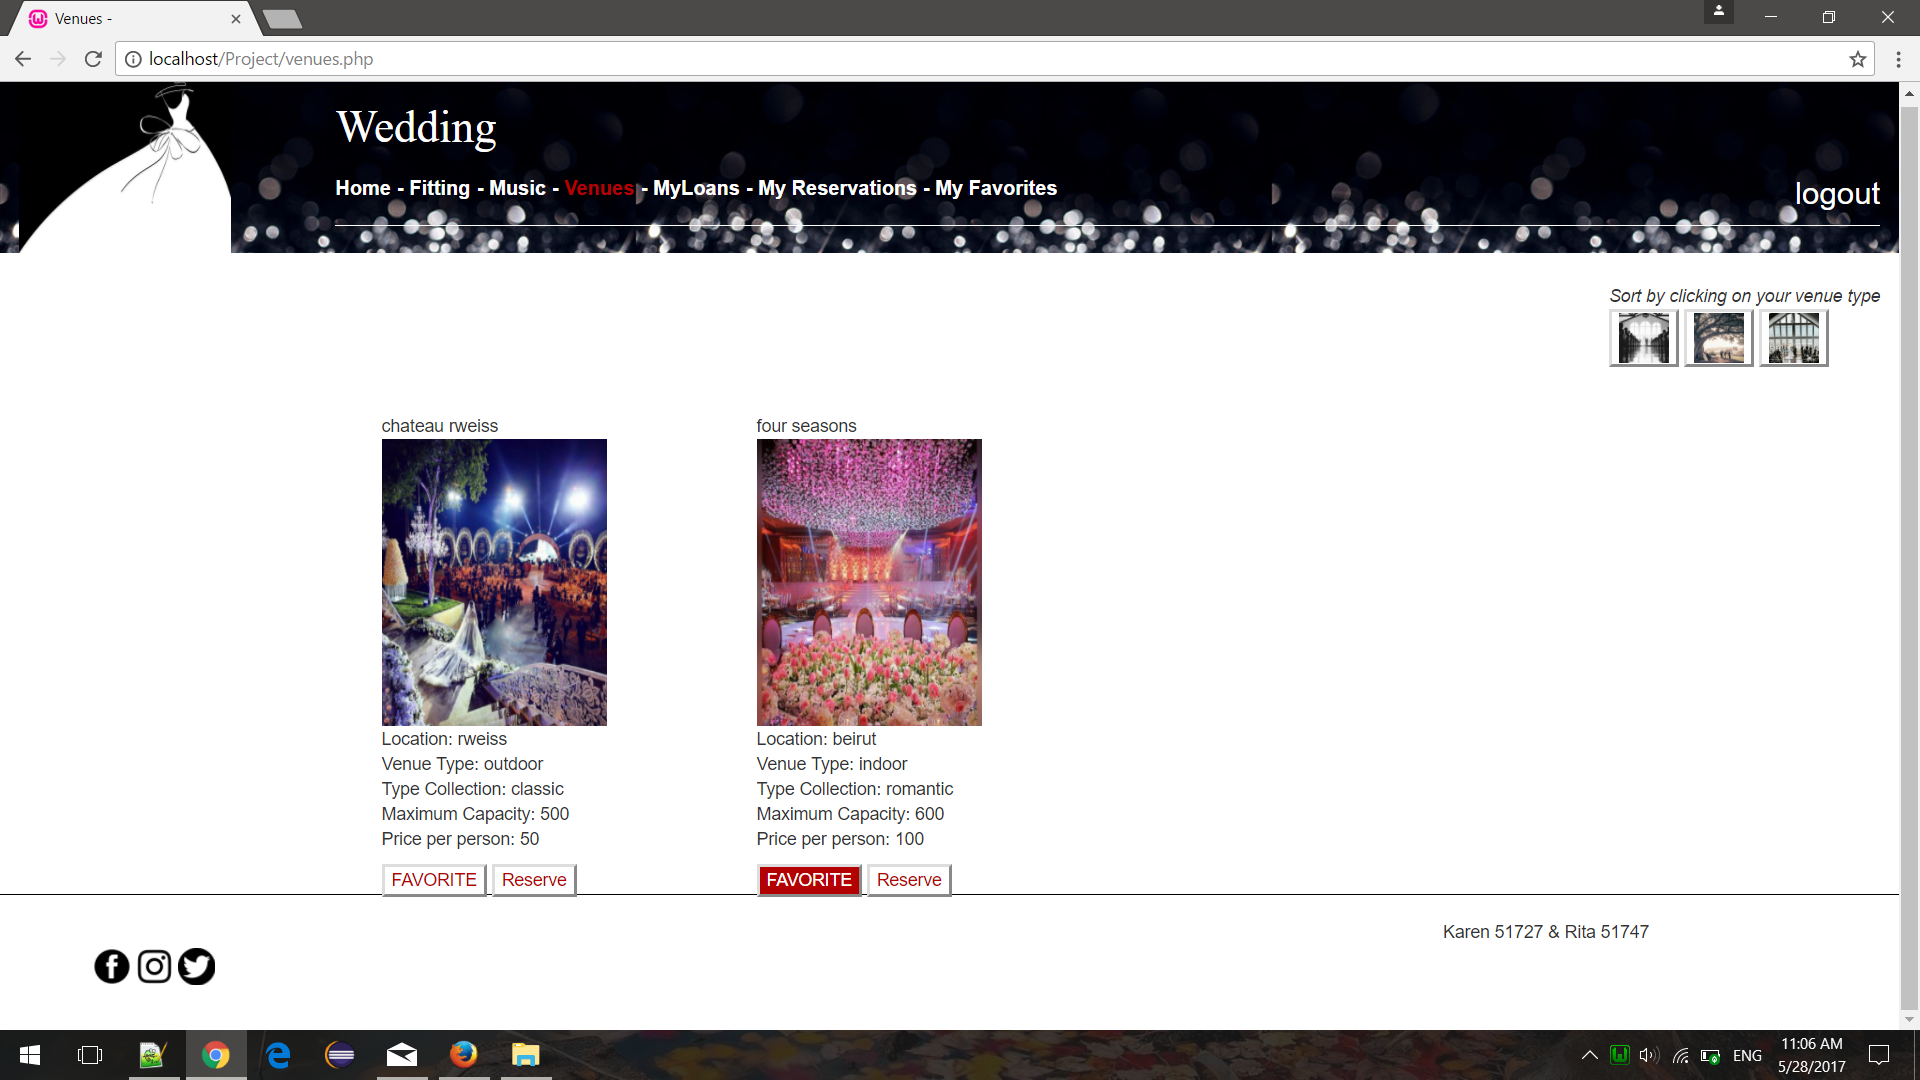 Venues -
localhost/Project/venues.php
Wedding
Home - Fitting - Music - Venues - MyLoans - My Reservations - My Favorites
logout
Sort by clicking on your venue type
chateau rweiss
Location: rweiss
Venue Type: outdoor
Type Collection: classic
Maximum Capacity: 500
Price per person: 50
FAVORITE Reserve
four seasons
Location: beirut
Venue Type: indoor
Type Collection: romantic
Maximum Capacity: 600
Price per person: 100
FAVORITE Reserve
Karen 51727 & Rita 51747
ENG
11:06 AM
5/28/2017